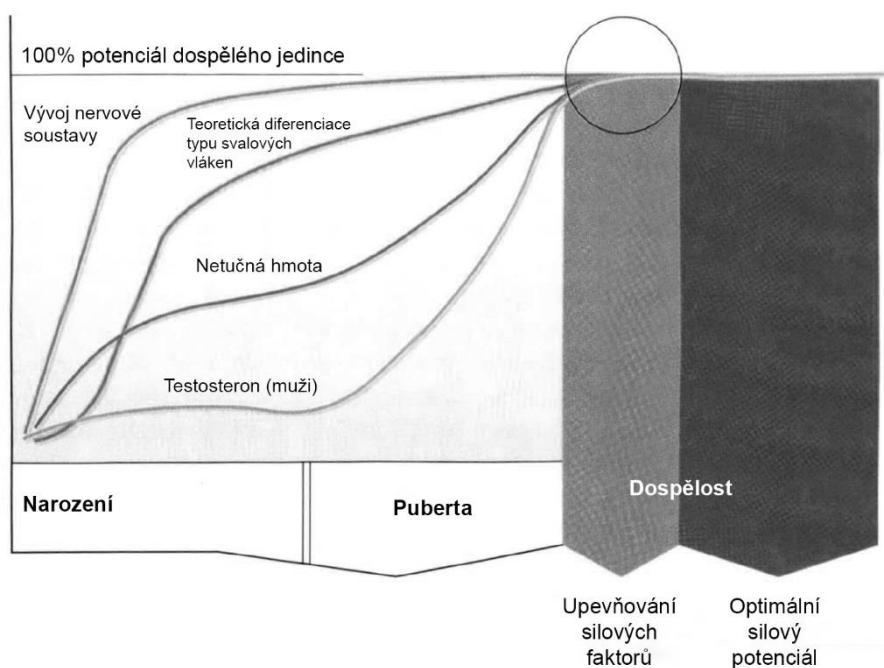 100% potenciál dospělého jedince
Vývoj nervové
soustavy
Teoretická diferenciace
typu svalových
vláken
Netučná hmota
Testosteron (muži)
Narození
Puberta
Dospělost
Upevňování
silových
faktorů
Optimální
silový
potenciál